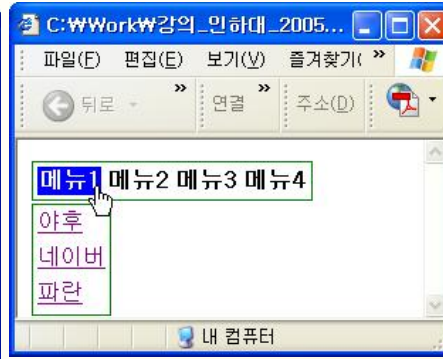 C:₩Work₩강의_인하대_2005...
파일(F) 편집(E) 보기(V) 즐겨찾기( »
뒤로 » 연결 » 주소(D)
메뉴1 메뉴2 메뉴3 메뉴4
야후
네이버
파란
내 컴퓨터